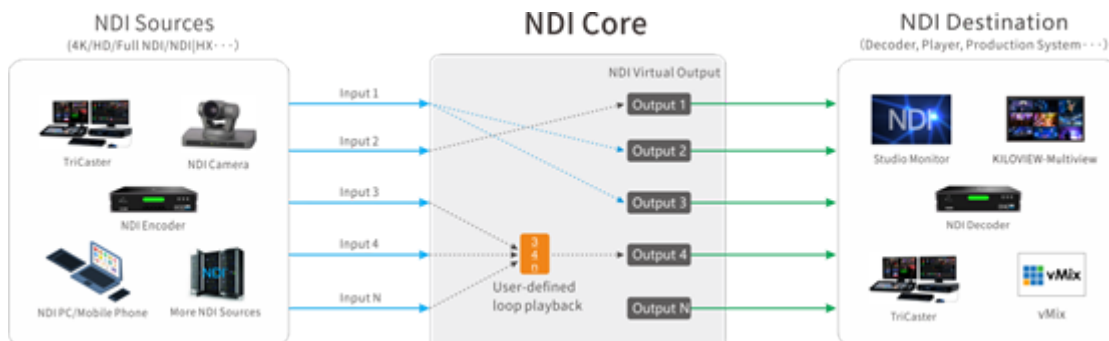 NDI Sources
(4K/HD/Full NDI/NDI|HX···)
TriCaster
NDI Camera
NDI Encoder
NDI
NDI PC/Mobile Phone
More NDI Sources
Input 1
Input 2
Input 3
Input 4
Input N
NDI Core
NDI Virtual Output
Output 1
Output 2
Output 3
Output 4
Output N
3
4
n
User-defined
loop playback
NDI Destination
(Decoder, Player, Production System···)
NDI
Studio Monitor
KILOVIEW-Multiview
NDI Decoder
TriCaster
vMix
vMix